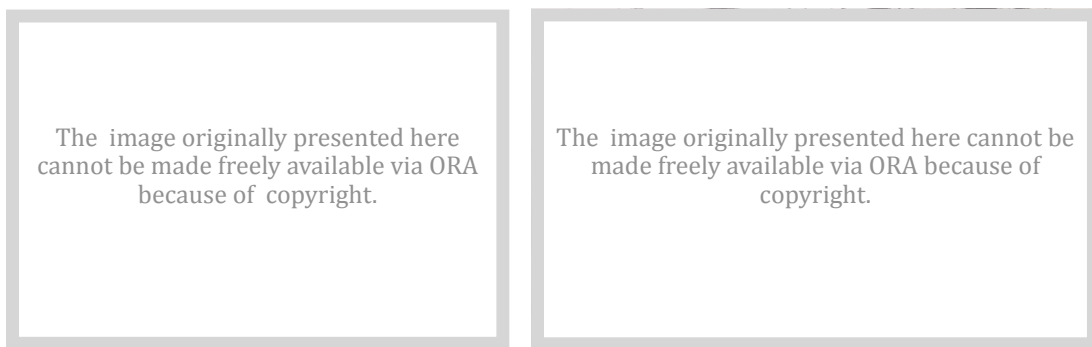 The image originally presented here
cannot be made freely available via ORA
because of copyright.
The image originally presented here cannot be
made freely available via ORA because of
copyright.